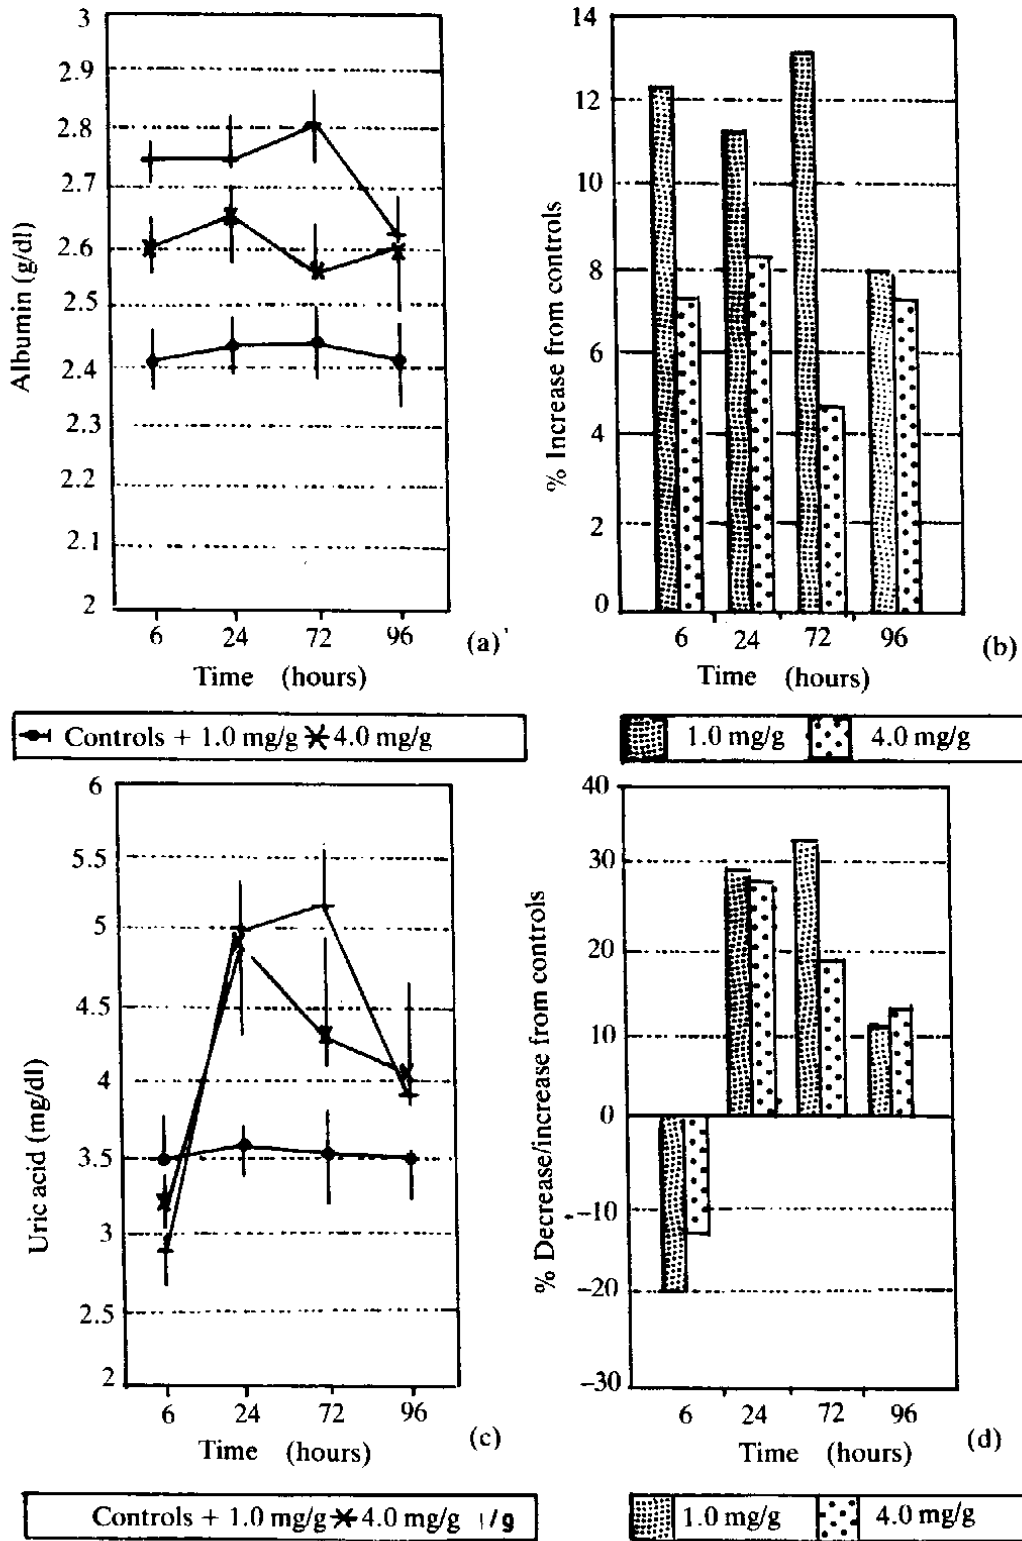 3
2.9
2.8
2.7
2.6
2.5
2.4
2.3
2.2
2.1
2
Albumin (g/dl)
6 24 72 96
Time (hours)
(a)
14
12
10
8
6
4
2
0
% Increase from controls
6 24 72 96
Time (hours)
(b)
Controls + 1.0 mg/g 4.0 mg/g
1.0 mg/g 4.0 mg/g
6
5.5
5
4.5
4
3.5
3
2.5
2
Uric acid (mg/dl)
6 24 72 96
Time (hours)
(c)
40
30
20
10
0
-10
-20
-30
% Decrease/increase from controls
6 24 72 96
Time (hours)
(d)
Controls + 1.0 mg/g 4.0 mg/g /g
1.0 mg/g 4.0 mg/g